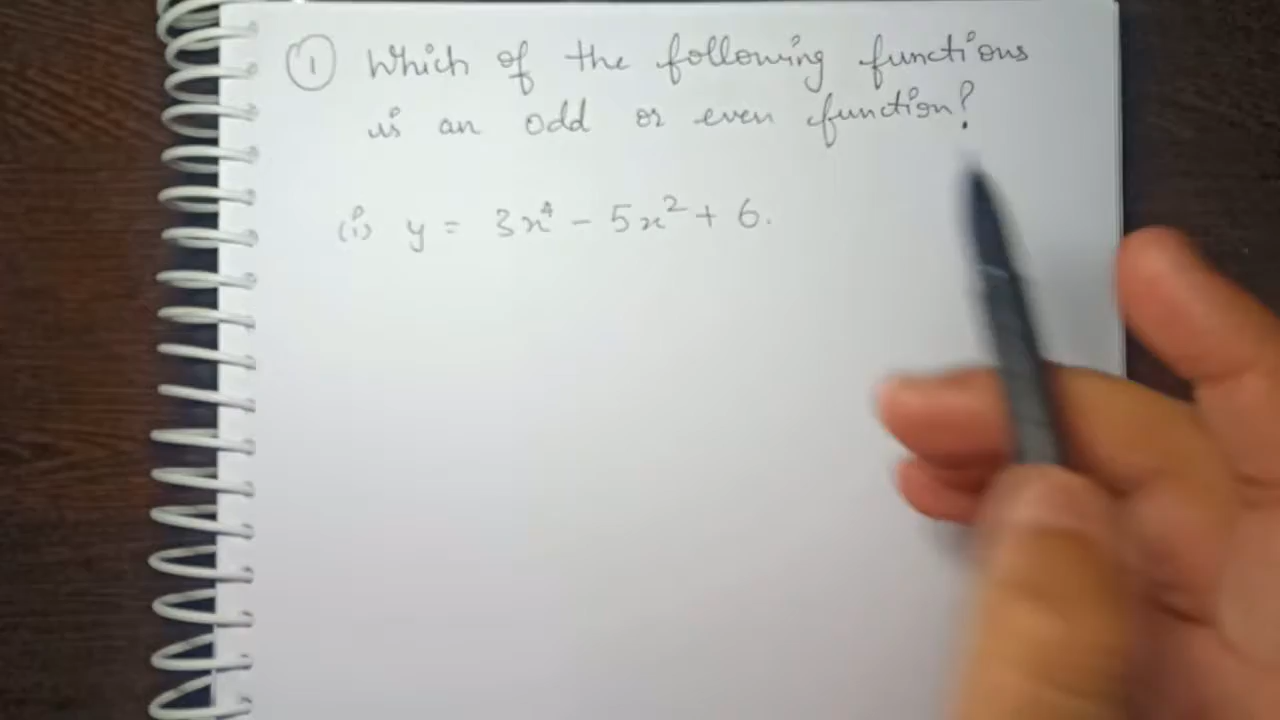 ① Which of the following functions
is an odd or even function?
(i) y = 3x⁴ - 5x² + 6.